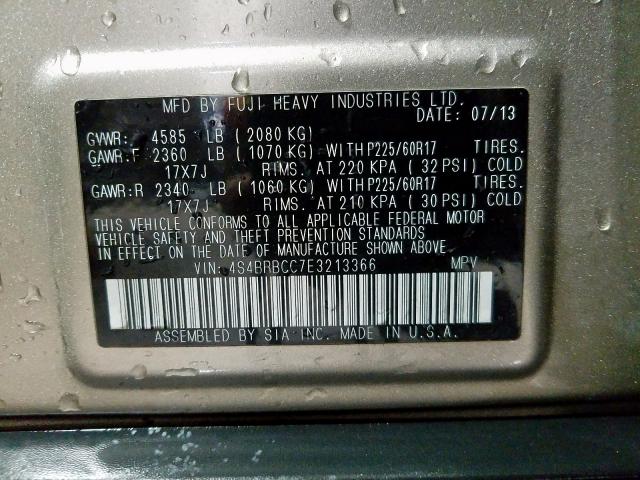 MFD BY FUJI HEAVY INDUSTRIES LTD.
DATE: 07/13
GVWR: 4585 LB (2080 KG)
GAWR:F 2360 LB (1070 KG) WITH P225/60R17 TIRES.
17X7J RIMS. AT 220 KPA (32 PSI) COLD
GAWR:R 2340 LB (1060 KG) WITH P225/60R17 TIRES.
17X7J RIMS. AT 210 KPA (30 PSI) COLD
THIS VEHICLE CONFORMS TO ALL APPLICABLE FEDERAL MOTOR
VEHICLE SAFETY AND THEFT PREVENTION STANDARDS
IN EFFECT ON THE DATE OF MANUFACTURE SHOWN ABOVE.
VIN: 4S4BRBCC7E3213366 MPV
ASSEMBLED BY SIA INC. MADE IN U.S.A.